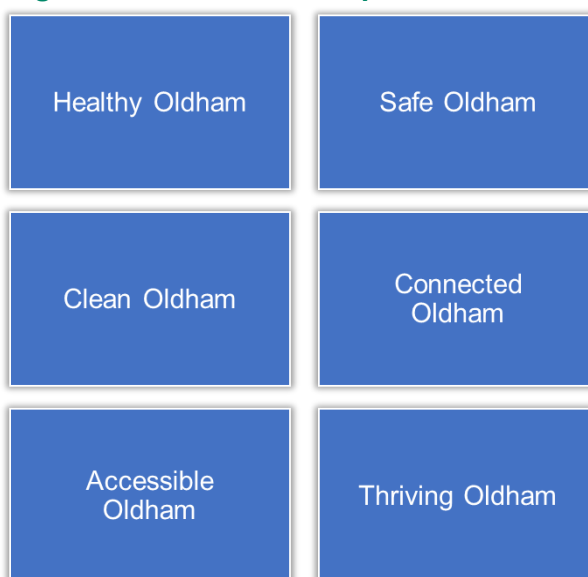 Healthy Oldham
Safe Oldham
Clean Oldham
Connected
Oldham
Accessible
Oldham
Thriving Oldham